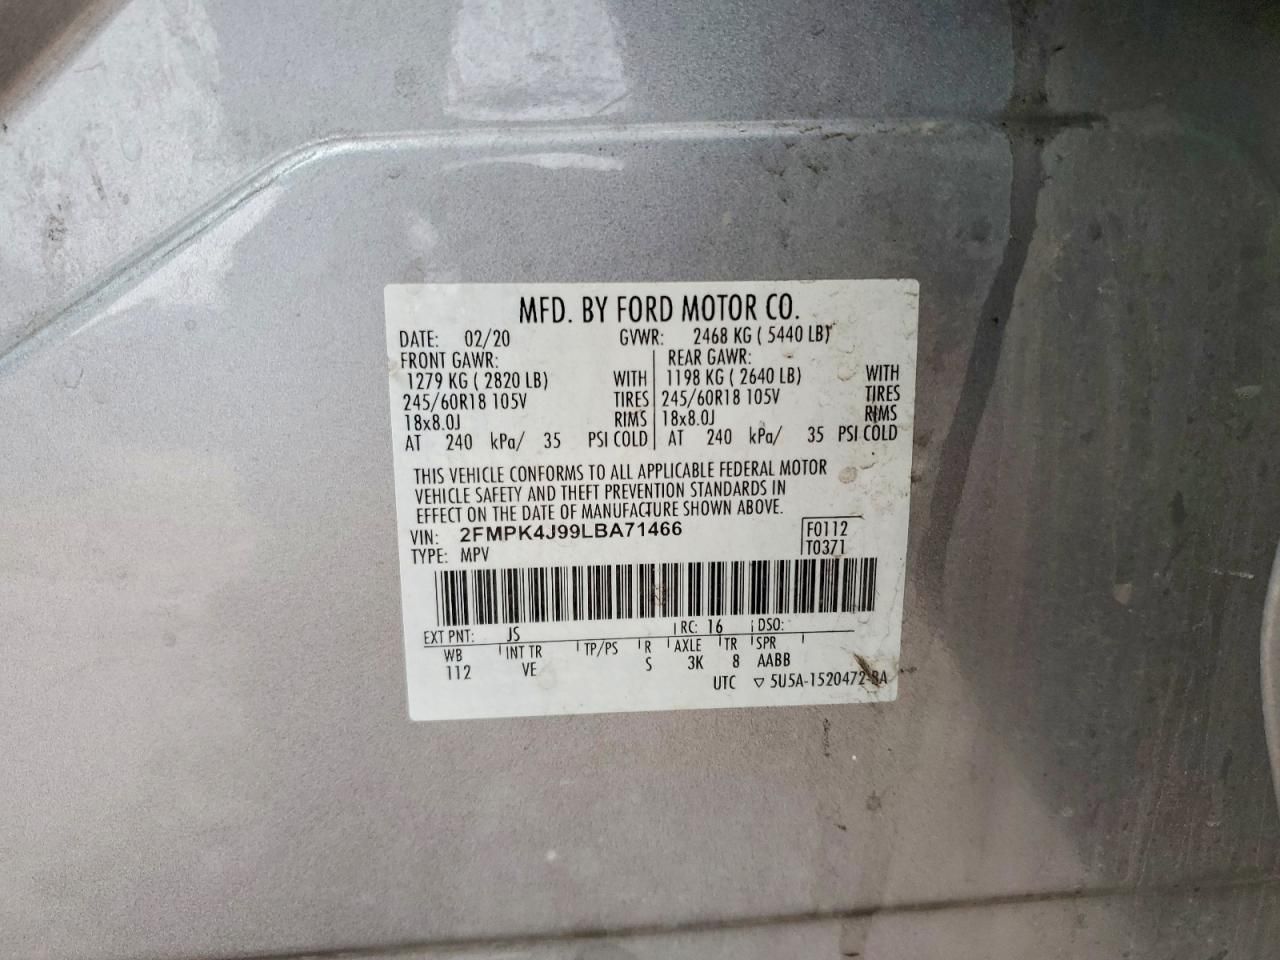 MFD. BY FORD MOTOR CO.
DATE: 02/20 GVWR: 2468 KG ( 5440 LB)
FRONT GAWR: REAR GAWR:
1279 KG ( 2820 LB) WITH 1198 KG ( 2640 LB) WITH
245/60R18 105V TIRES 245/60R18 105V TIRES
18x8.0J RIMS 18x8.0J RIMS
AT 240 kPa/ 35 PSI COLD AT 240 kPa/ 35 PSI COLD
THIS VEHICLE CONFORMS TO ALL APPLICABLE FEDERAL MOTOR
VEHICLE SAFETY AND THEFT PREVENTION STANDARDS IN
EFFECT ON THE DATE OF MANUFACTURE SHOWN ABOVE.
VIN: 2FMPK4J99LBA71466 F0112
TYPE: MPV T0371
EXT PNT: JS RC: 16 DSO:
WB INT TR TP/PS R AXLE TR SPR
112 VE S 3K 8 AABB
UTC ▽ 5U5A-1520472-BA